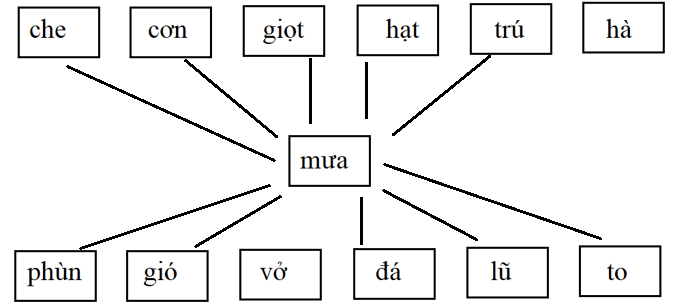 che cơn giọt hạt trú hà
mưa
phùn gió vở đá lũ to